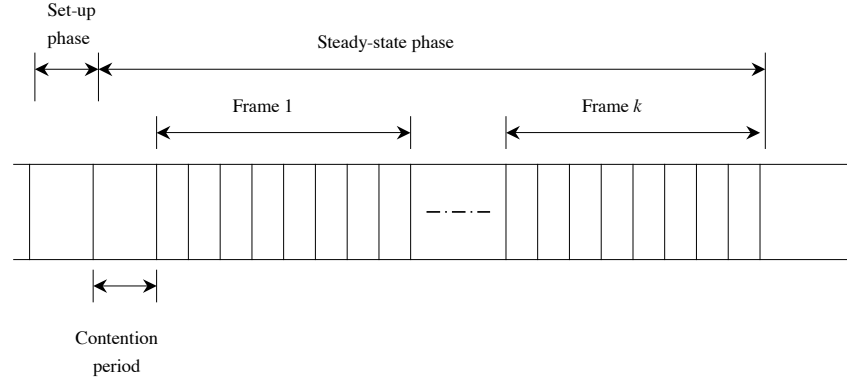 Set-up
phase
Steady-state phase
Frame 1
Frame k
Contention
period